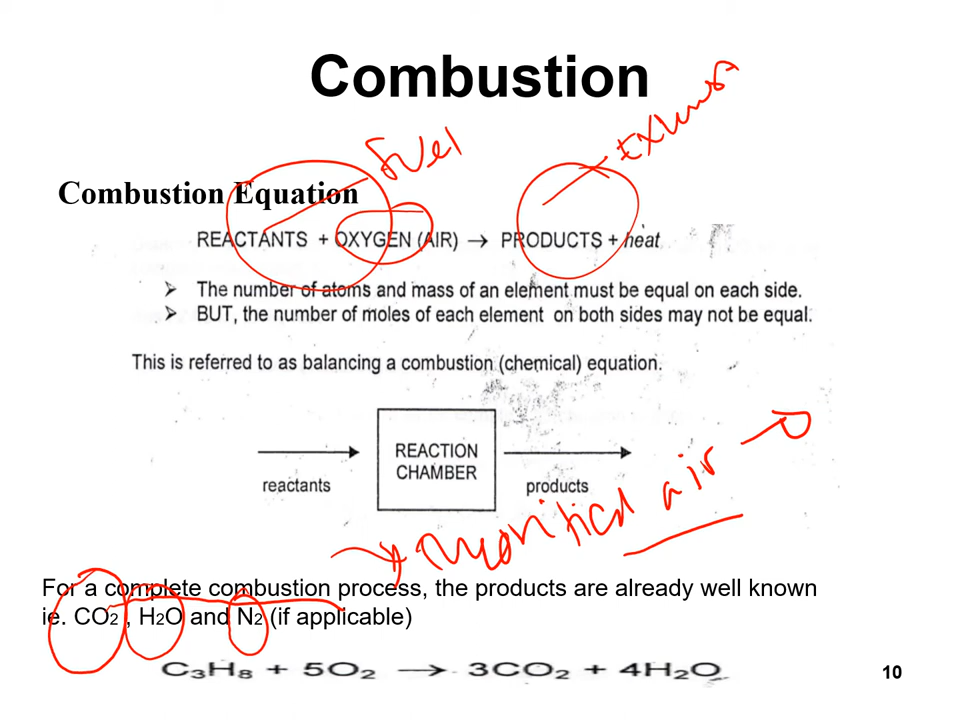 Combustion
Exhaust
fuel
Combustion Equation
REACTANTS + OXYGEN (AIR) → PRODUCTS + heat
➤ The number of atoms and mass of an element must be equal on each side.
➤ BUT, the number of moles of each element on both sides may not be equal.
This is referred to as balancing a combustion (chemical) equation.
REACTION
CHAMBER
reactants
products
air
For a complete combustion process, the products are already well known
ie. CO2 , H2O and N2 (if applicable)
C3H8 + 5O2 → 3CO2 + 4H2O
10